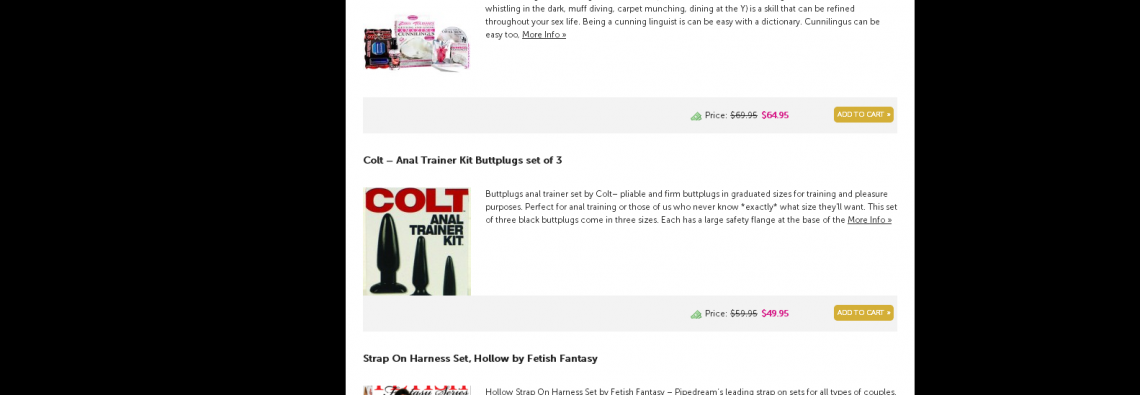 whistling in the dark, muff diving, carpet munching, dining at the Y) is a skill that can be refined
throughout your sex life. Being a cunning linguist is can be easy with a dictionary. Cunnilingus can be
easy too, More Info »
Price: $69.95 $64.95
ADD TO CART »
Colt – Anal Trainer Kit Buttplugs set of 3
COLT
ANAL
TRAINER
KIT
Buttplugs anal trainer set by Colt– pliable and firm buttplugs in graduated sizes for training and pleasure
purposes. Perfect for anal training or those of us who never know *exactly* what size they'll want. This set
of three black buttplugs come in three sizes. Each has a large safety flange at the base of the More Info »
Price: $59.95 $49.95
ADD TO CART »
Strap On Harness Set, Hollow by Fetish Fantasy
Hollow Strap On Harness Set by Fetish Fantasy – Pipedream's leading strap on sets for all types of couples.